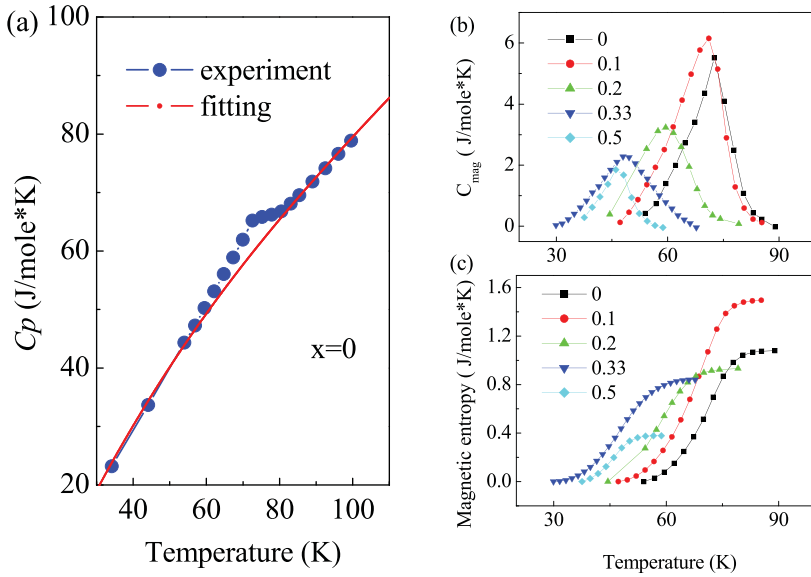 (a)
100
80
60
40
20
Cp (J/mole*K)
experiment
fitting
x=0
40 60 80 100
Temperature (K)
(b)
6
4
2
0
C_mag ( J/mole*K)
0
0.1
0.2
0.33
0.5
30 60 90
(c)
1.6
1.2
0.8
0.4
0.0
Magnetic entropy ( J/mole*K)
0
0.1
0.2
0.33
0.5
30 60 90
Temperature (K)